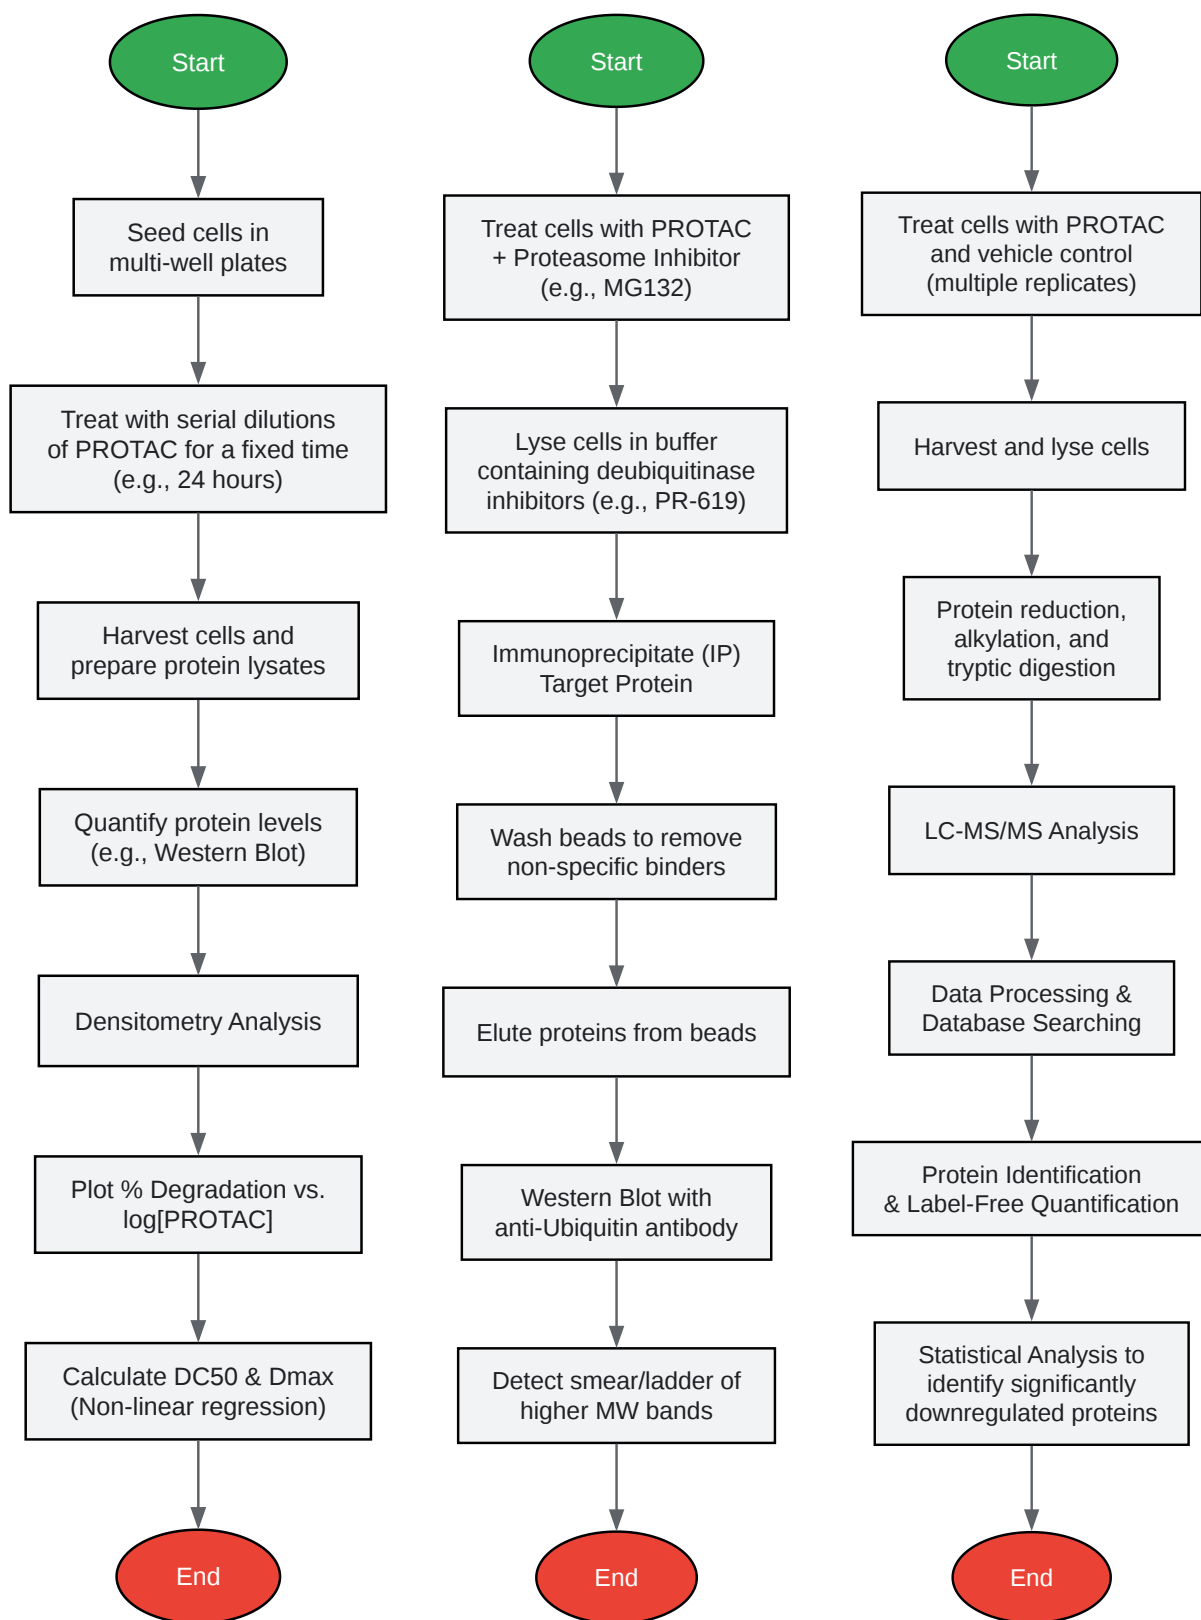 Start
Seed cells in
multi-well plates
Treat with serial dilutions
of PROTAC for a fixed time
(e.g., 24 hours)
Harvest cells and
prepare protein lysates
Quantify protein levels
(e.g., Western Blot)
Densitometry Analysis
Plot % Degradation vs.
log[PROTAC]
Calculate DC50 & Dmax
(Non-linear regression)
End
Start
Treat cells with PROTAC
+ Proteasome Inhibitor
(e.g., MG132)
Lyse cells in buffer
containing deubiquitinase
inhibitors (e.g., PR-619)
Immunoprecipitate (IP)
Target Protein
Wash beads to remove
non-specific binders
Elute proteins from beads
Western Blot with
anti-Ubiquitin antibody
Detect smear/ladder of
higher MW bands
End
Start
Treat cells with PROTAC
and vehicle control
(multiple replicates)
Harvest and lyse cells
Protein reduction,
alkylation, and
tryptic digestion
LC-MS/MS Analysis
Data Processing &
Database Searching
Protein Identification
& Label-Free Quantification
Statistical Analysis to
identify significantly
downregulated proteins
End